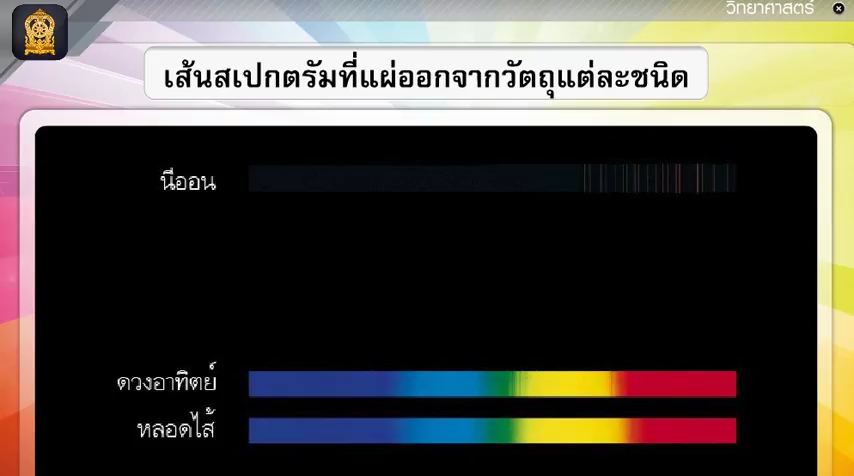 วิทยาศาสตร์
เส้นสเปกตรัมที่แผ่ออกจากวัตถุแต่ละชนิด
นีออน
ดวงอาทิตย์
หลอดไส้